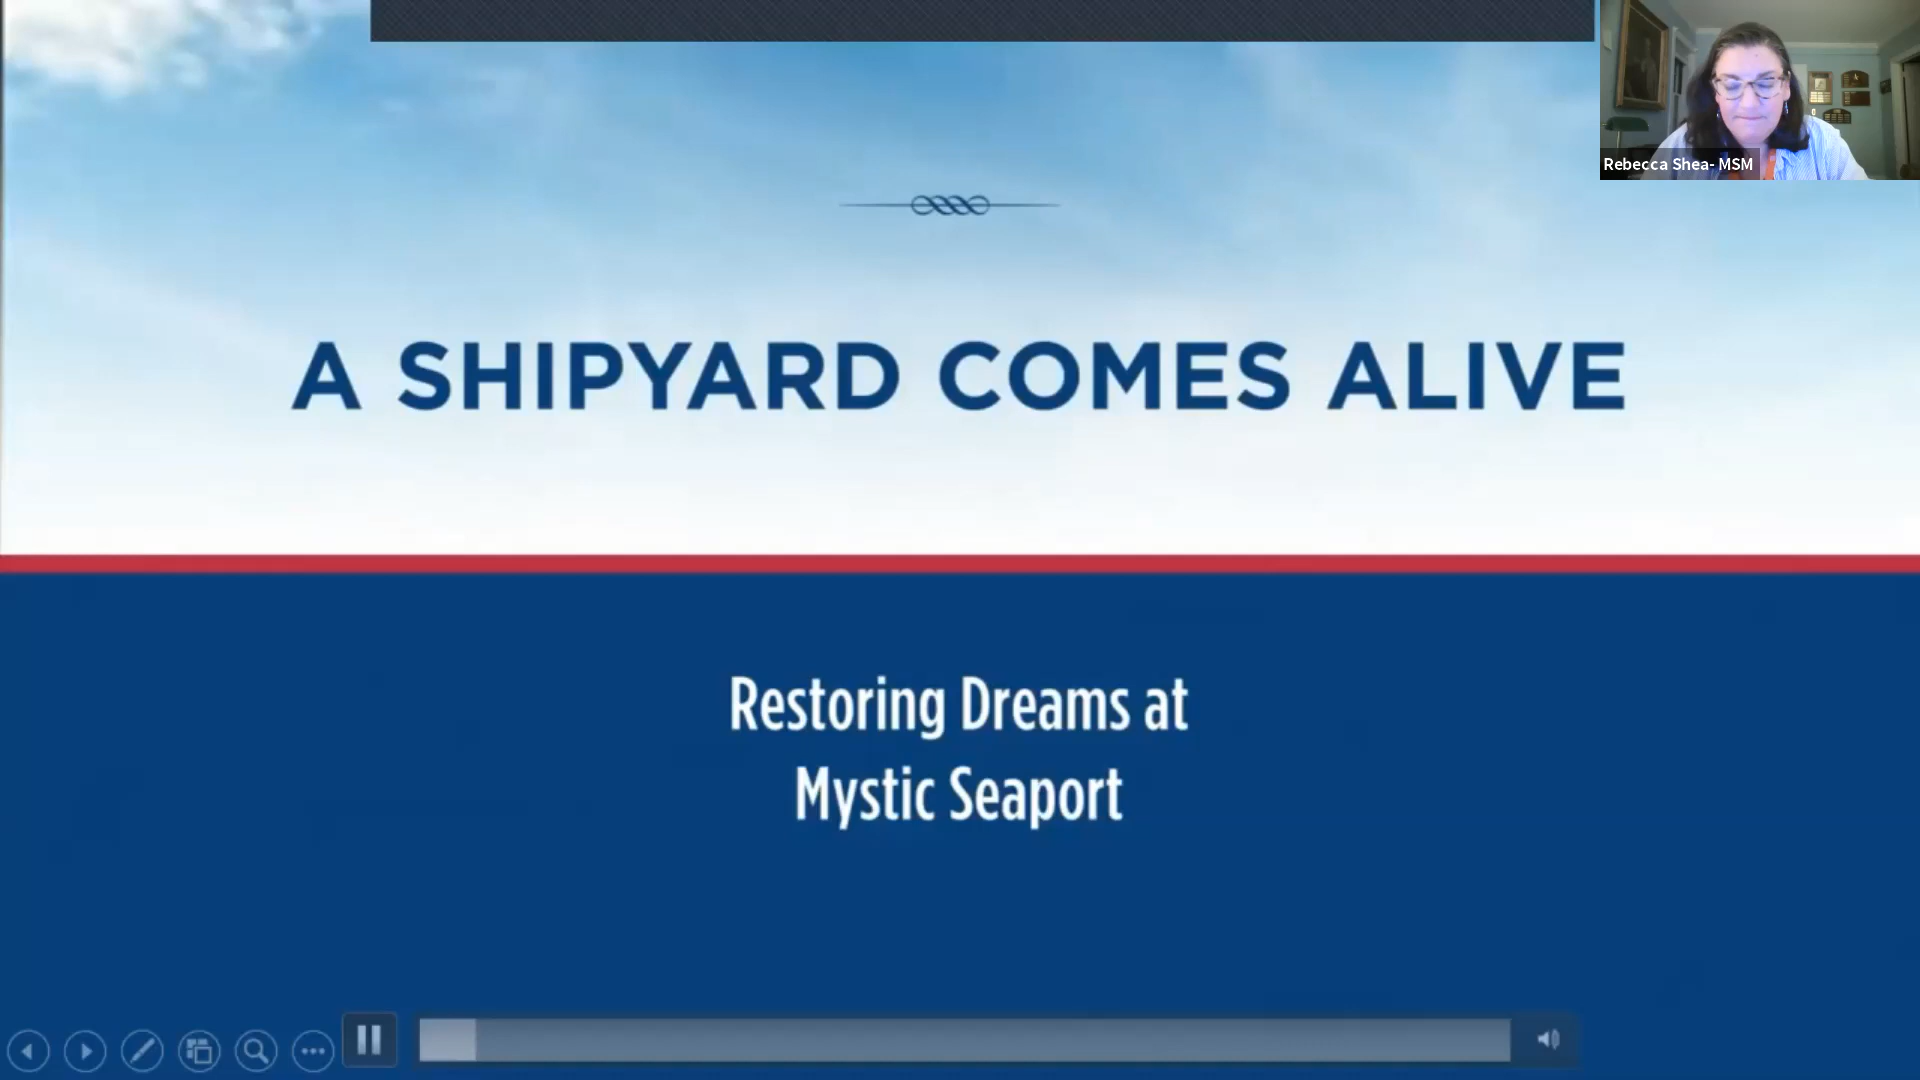 Rebecca Shea- MSM
A SHIPYARD COMES ALIVE
Restoring Dreams at
Mystic Seaport